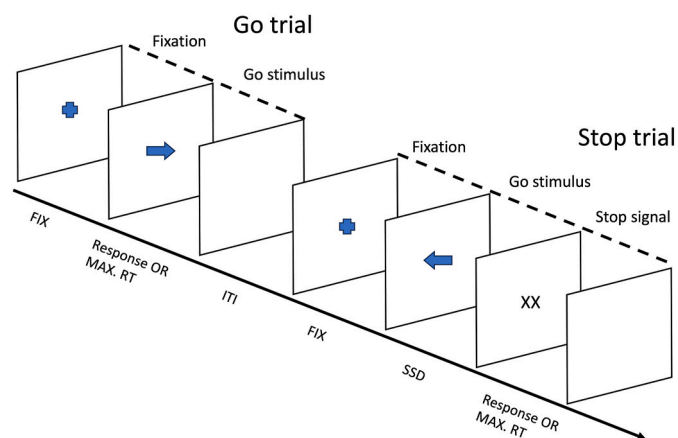 Go trial
Fixation
Go stimulus
Stop trial
Fixation
Go stimulus
Stop signal
XX
FIX
Response OR
MAX. RT
ITI
FIX
SSD
Response OR
MAX. RT